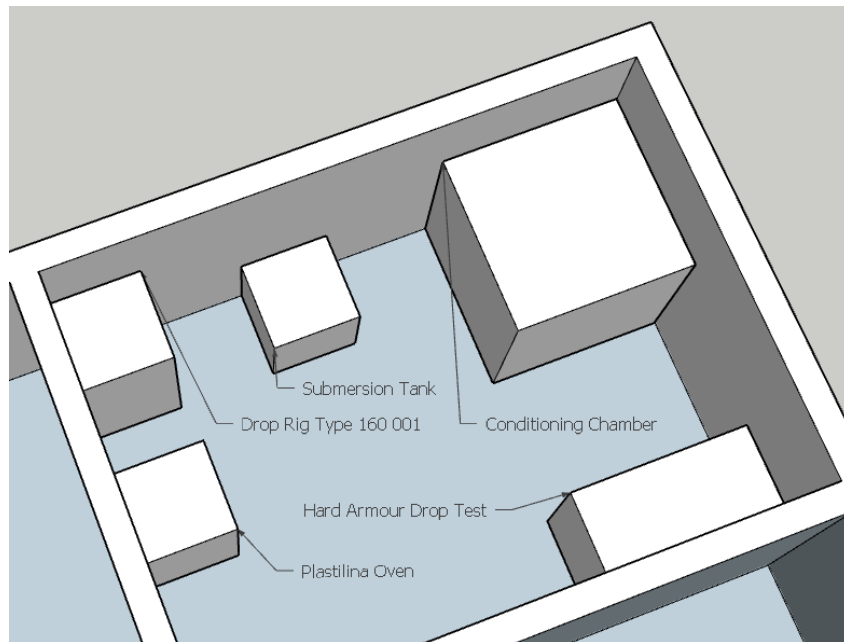 Submersion Tank
Drop Rig Type 160 001
Conditioning Chamber
Hard Armour Drop Test
Plastilina Oven